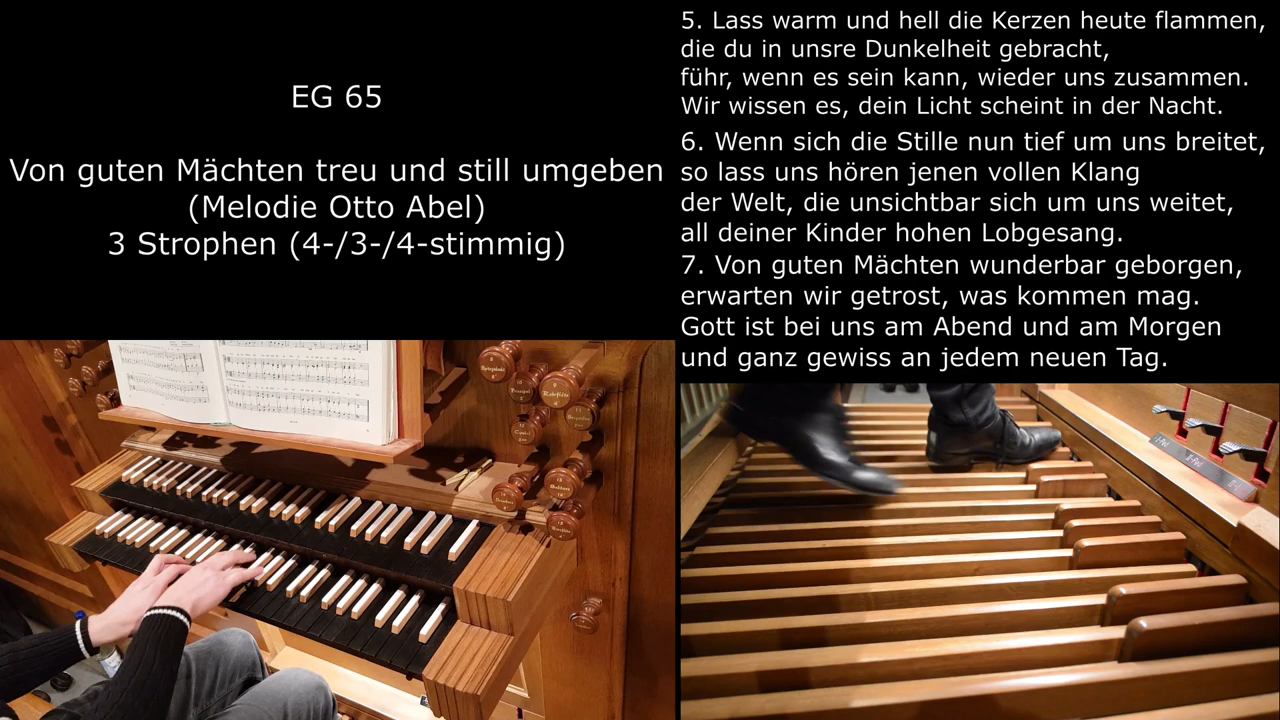 EG 65
Von guten Mächten treu und still umgeben
(Melodie Otto Abel)
3 Strophen (4-/3-/4-stimmig)
5. Lass warm und hell die Kerzen heute flammen,
die du in unsre Dunkelheit gebracht,
führ, wenn es sein kann, wieder uns zusammen.
Wir wissen es, dein Licht scheint in der Nacht.
6. Wenn sich die Stille nun tief um uns breitet,
so lass uns hören jenen vollen Klang
der Welt, die unsichtbar sich um uns weitet,
all deiner Kinder hohen Lobgesang.
7. Von guten Mächten wunderbar geborgen,
erwarten wir getrost, was kommen mag.
Gott ist bei uns am Abend und am Morgen
und ganz gewiss an jedem neuen Tag.
I-Ped
II-Ped
II-I